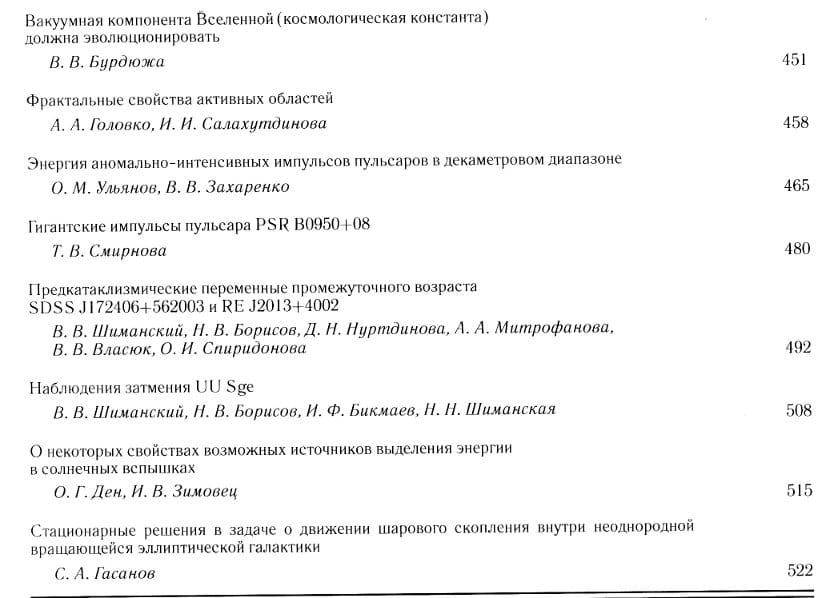 Вакуумная компонента Вселенной (космологическая константа)
должна эволюционировать
В. В. Бурдюжа 451
Фрактальные свойства активных областей
А. А. Головко, И. И. Салахутдинова 458
Энергия аномально-интенсивных импульсов пульсаров в декаметровом диапазоне
О. М. Ульянов, В. В. Захаренко 465
Гигантские импульсы пульсара PSR B0950+08
Т. В. Смирнова 480
Предкатаклизмические переменные промежуточного возраста
SDSS J172406+562003 и RE J2013+4002
В. В. Шиманский, Н. В. Борисов, Д. Н. Нуртдинова, А. А. Митрофанова,
В. В. Власюк, О. И. Спиридонова 492
Наблюдения затмения UU Sge
В. В. Шиманский, Н. В. Борисов, И. Ф. Бикмаев, Н. Н. Шиманская 508
О некоторых свойствах возможных источников выделения энергии
в солнечных вспышках
О. Г. Ден, И. В. Зимовец 515
Стационарные решения в задаче о движении шарового скопления внутри неоднородной
вращающейся эллиптической галактики
С. А. Гасанов 522